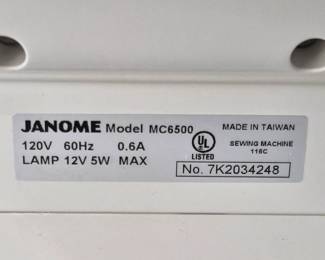 JANOME Model MC6500
120V 60Hz 0.6A
LAMP 12V 5W MAX
UL
LISTED
MADE IN TAIWAN
SEWING MACHINE
116C
No. 7K2034248